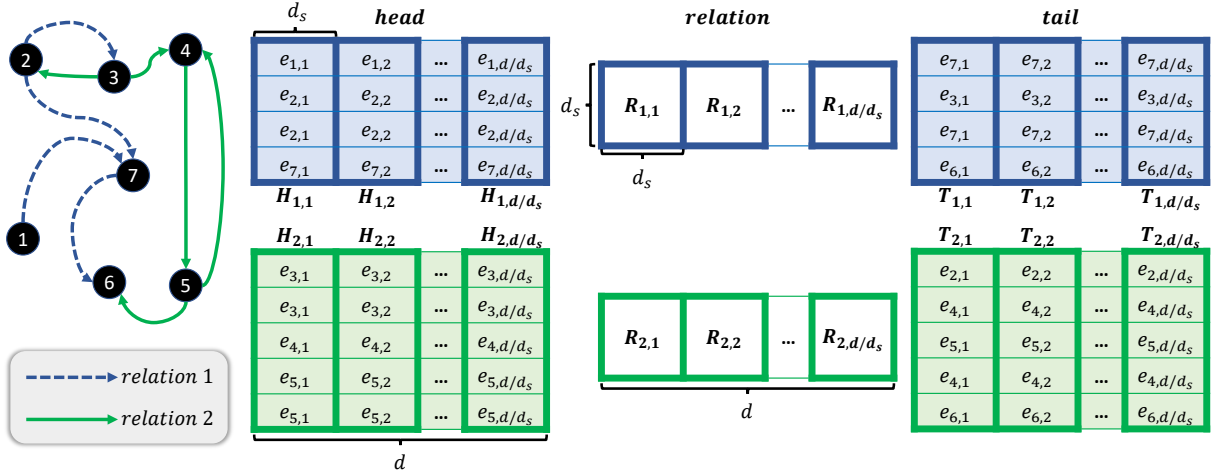 2
3
4
7
1
6
5
relation 1
relation 2
d_s head relation tail
e_{1,1} e_{1,2} ... e_{1,d/d_s}
e_{2,1} e_{2,2} ... e_{2,d/d_s}
e_{2,1} e_{2,2} ... e_{2,d/d_s}
e_{7,1} e_{7,2} ... e_{7,d/d_s}
H_{1,1} H_{1,2} H_{1,d/d_s}
H_{2,1} H_{2,2} H_{2,d/d_s}
e_{3,1} e_{3,2} ... e_{3,d/d_s}
e_{3,1} e_{3,2} ... e_{3,d/d_s}
e_{4,1} e_{4,2} ... e_{4,d/d_s}
e_{5,1} e_{5,2} ... e_{5,d/d_s}
e_{5,1} e_{5,2} ... e_{5,d/d_s}
d
d_s R_{1,1} R_{1,2} ... R_{1,d/d_s}
d_s
R_{2,1} R_{2,2} ... R_{2,d/d_s}
d
e_{7,1} e_{7,2} ... e_{7,d/d_s}
e_{3,1} e_{3,2} ... e_{3,d/d_s}
e_{7,1} e_{7,2} ... e_{7,d/d_s}
e_{6,1} e_{6,2} ... e_{6,d/d_s}
T_{1,1} T_{1,2} T_{1,d/d_s}
T_{2,1} T_{2,2} T_{2,d/d_s}
e_{2,1} e_{2,2} ... e_{2,d/d_s}
e_{4,1} e_{4,2} ... e_{4,d/d_s}
e_{5,1} e_{5,2} ... e_{5,d/d_s}
e_{4,1} e_{4,2} ... e_{4,d/d_s}
e_{6,1} e_{6,2} ... e_{6,d/d_s}